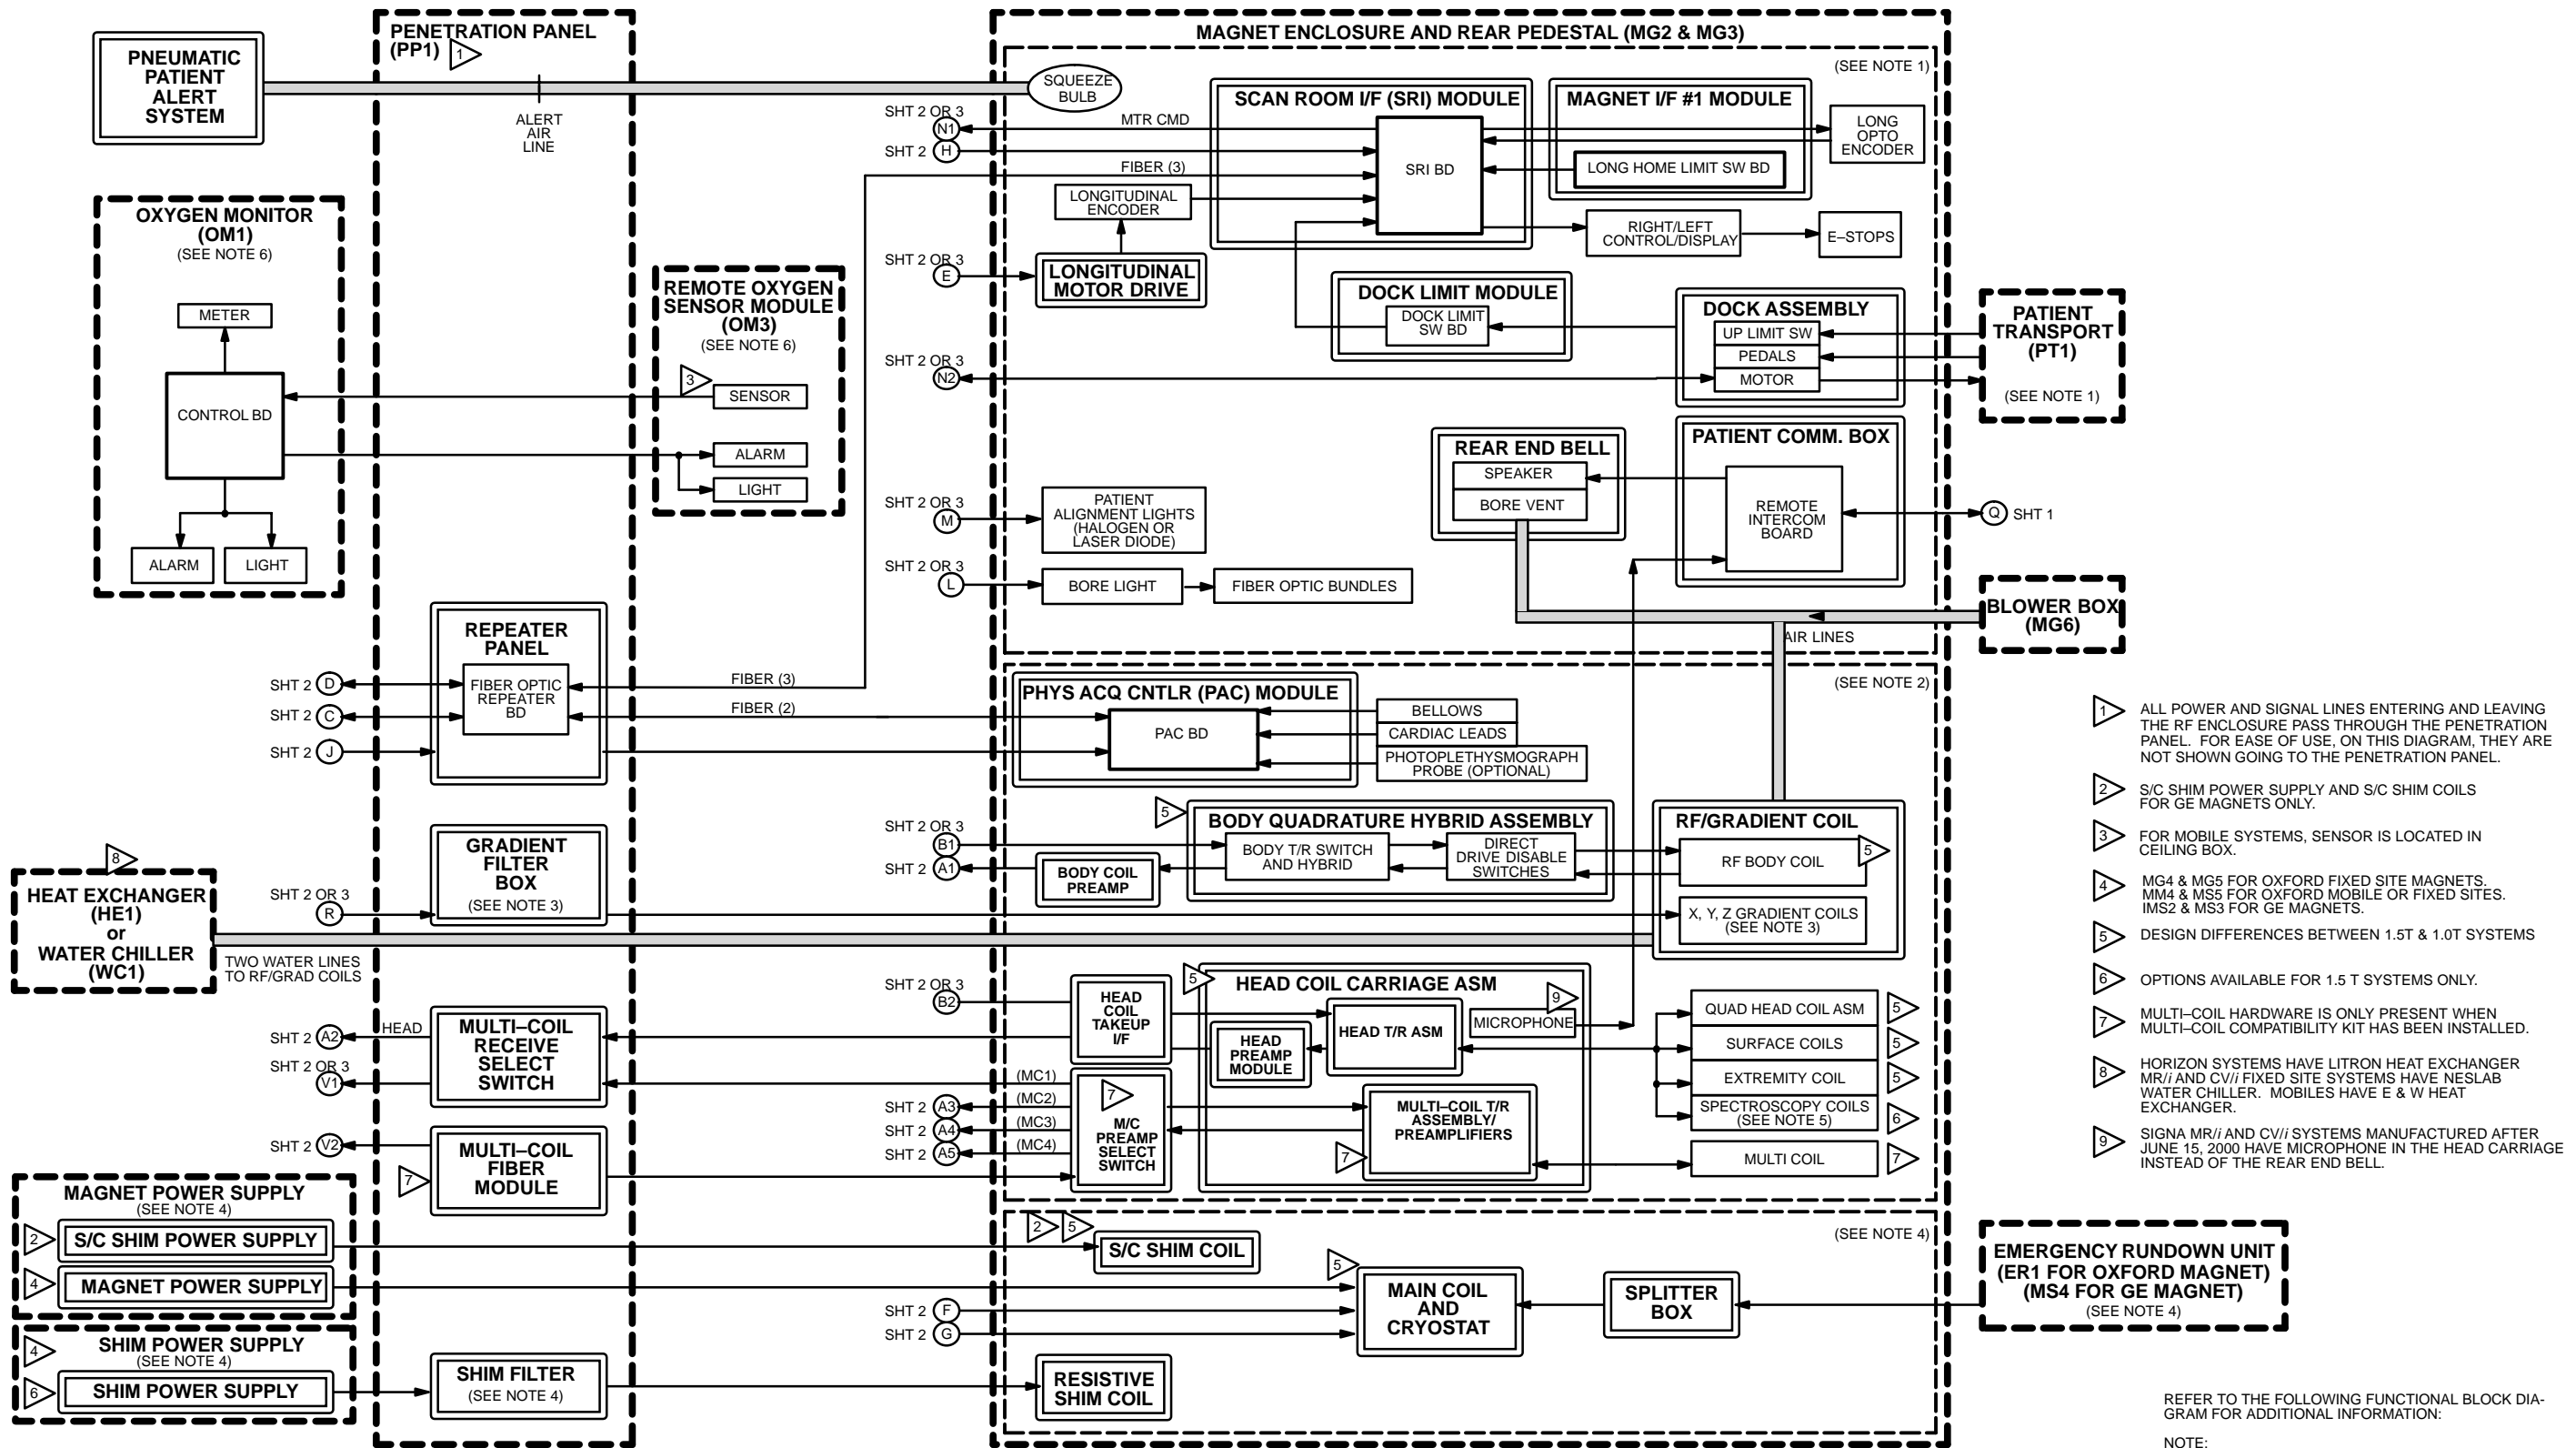 PENETRATION PANEL
(PP1)
1
MAGNET ENCLOSURE AND REAR PEDESTAL (MG2 & MG3)
PNEUMATIC
PATIENT
ALERT
SYSTEM
ALERT
AIR
LINE
SQUEEZE
BULB
(SEE NOTE 1)
SHT 2 OR 3
N1
MTR CMD
SHT 2
H
FIBER (3)
SCAN ROOM I/F (SRI) MODULE
SRI BD
MAGNET I/F #1 MODULE
LONG HOME LIMIT SW BD
LONG
OPTO
ENCODER
LONGITUDINAL
ENCODER
RIGHT/LEFT
CONTROL/DISPLAY
E–STOPS
OXYGEN MONITOR
(OM1)
(SEE NOTE 6)
METER
CONTROL BD
ALARM
LIGHT
REMOTE OXYGEN
SENSOR MODULE
(OM3)
(SEE NOTE 6)
3
SENSOR
ALARM
LIGHT
SHT 2 OR 3
E
LONGITUDINAL
MOTOR DRIVE
DOCK LIMIT MODULE
DOCK LIMIT
SW BD
DOCK ASSEMBLY
UP LIMIT SW
PEDALS
MOTOR
PATIENT
TRANSPORT
(PT1)
(SEE NOTE 1)
SHT 2 OR 3
N2
REAR END BELL
SPEAKER
BORE VENT
PATIENT COMM. BOX
REMOTE
INTERCOM
BOARD
Q
SHT 1
SHT 2 OR 3
M
PATIENT
ALIGNMENT LIGHTS
(HALOGEN OR
LASER DIODE)
SHT 2 OR 3
L
BORE LIGHT
FIBER OPTIC BUNDLES
BLOWER BOX
(MG6)
AIR LINES
REPEATER
PANEL
FIBER OPTIC
REPEATER
BD
SHT 2
D
SHT 2
C
SHT 2
J
FIBER (3)
FIBER (2)
(SEE NOTE 2)
PHYS ACQ CNTLR (PAC) MODULE
PAC BD
BELLOWS
CARDIAC LEADS
PHOTOPLETHYSMOGRAPH
PROBE (OPTIONAL)
5
BODY QUADRATURE HYBRID ASSEMBLY
BODY T/R SWITCH
AND HYBRID
DIRECT
DRIVE DISABLE
SWITCHES
SHT 2 OR 3
B1
SHT 2
A1
BODY COIL
PREAMP
RF/GRADIENT COIL
RF BODY COIL
5
X, Y, Z GRADIENT COILS
(SEE NOTE 3)
8
HEAT EXCHANGER
(HE1)
or
WATER CHILLER
(WC1)
GRADIENT
FILTER
BOX
(SEE NOTE 3)
SHT 2 OR 3
R
TWO WATER LINES
TO RF/GRAD COILS
SHT 2 OR 3
B2
HEAD
COIL
TAKEUP
I/F
5
HEAD COIL CARRIAGE ASM
9
MICROPHONE
HEAD T/R ASM
HEAD
PREAMP
MODULE
MULTI–COIL T/R
ASSEMBLY/
PREAMPLIFIERS
7
QUAD HEAD COIL ASM
5
SURFACE COILS
5
EXTREMITY COIL
5
SPECTROSCOPY COILS
(SEE NOTE 5)
6
MULTI COIL
7
SHT 2
A2
HEAD
SHT 2 OR 3
V1
MULTI–COIL
RECEIVE
SELECT
SWITCH
(MC1)
(MC2)
(MC3)
(MC4)
SHT 2
A3
SHT 2
A4
SHT 2
A5
7
M/C
PREAMP
SELECT
SWITCH
SHT 2
V2
7
MULTI–COIL
FIBER
MODULE
MAGNET POWER SUPPLY
(SEE NOTE 4)
2
S/C SHIM POWER SUPPLY
4
MAGNET POWER SUPPLY
4
SHIM POWER SUPPLY
(SEE NOTE 4)
6
SHIM POWER SUPPLY
SHIM FILTER
(SEE NOTE 4)
2
5
S/C SHIM COIL
(SEE NOTE 4)
5
MAIN COIL
AND
CRYOSTAT
SPLITTER
BOX
SHT 2
F
SHT 2
G
RESISTIVE
SHIM COIL
EMERGENCY RUNDOWN UNIT
(ER1 FOR OXFORD MAGNET)
(MS4 FOR GE MAGNET)
(SEE NOTE 4)
1
ALL POWER AND SIGNAL LINES ENTERING AND LEAVING
THE RF ENCLOSURE PASS THROUGH THE PENETRATION
PANEL. FOR EASE OF USE, ON THIS DIAGRAM, THEY ARE
NOT SHOWN GOING TO THE PENETRATION PANEL.
2
S/C SHIM POWER SUPPLY AND S/C SHIM COILS
FOR GE MAGNETS ONLY.
3
FOR MOBILE SYSTEMS, SENSOR IS LOCATED IN
CEILING BOX.
4
MG4 & MG5 FOR OXFORD FIXED SITE MAGNETS.
MM4 & MS5 FOR OXFORD MOBILE OR FIXED SITES.
IMS2 & MS3 FOR GE MAGNETS.
5
DESIGN DIFFERENCES BETWEEN 1.5T & 1.0T SYSTEMS
6
OPTIONS AVAILABLE FOR 1.5 T SYSTEMS ONLY.
7
MULTI–COIL HARDWARE IS ONLY PRESENT WHEN
MULTI–COIL COMPATIBILITY KIT HAS BEEN INSTALLED.
8
HORIZON SYSTEMS HAVE LITRON HEAT EXCHANGER
MR/i AND CV/i FIXED SITE SYSTEMS HAVE NESLAB
WATER CHILLER. MOBILES HAVE E & W HEAT
EXCHANGER.
9
SIGNA MR/i AND CV/i SYSTEMS MANUFACTURED AFTER
JUNE 15, 2000 HAVE MICROPHONE IN THE HEAD CARRIAGE
INSTEAD OF THE REAR END BELL.
REFER TO THE FOLLOWING FUNCTIONAL BLOCK DIA-
GRAM FOR ADDITIONAL INFORMATION:
NOTE: